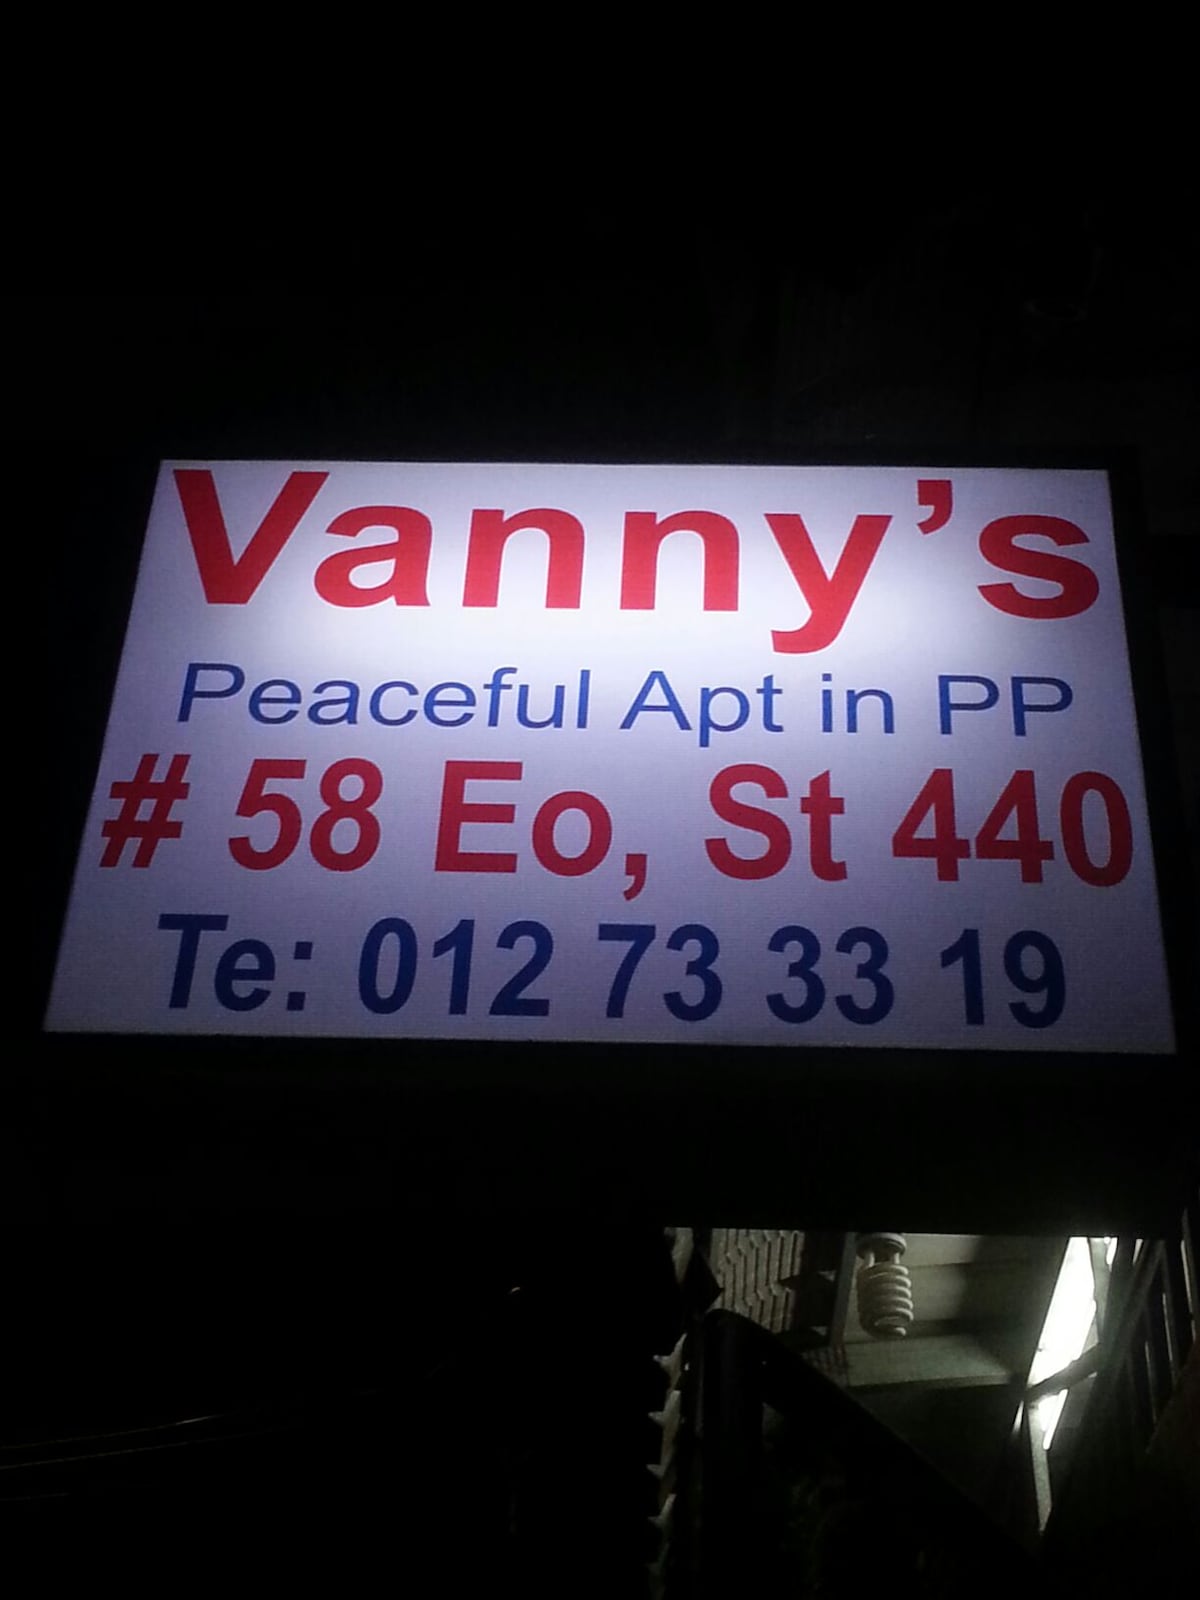 Vanny’s
Peaceful Apt in PP
# 58 Eo, St 440
Te: 012 73 33 19